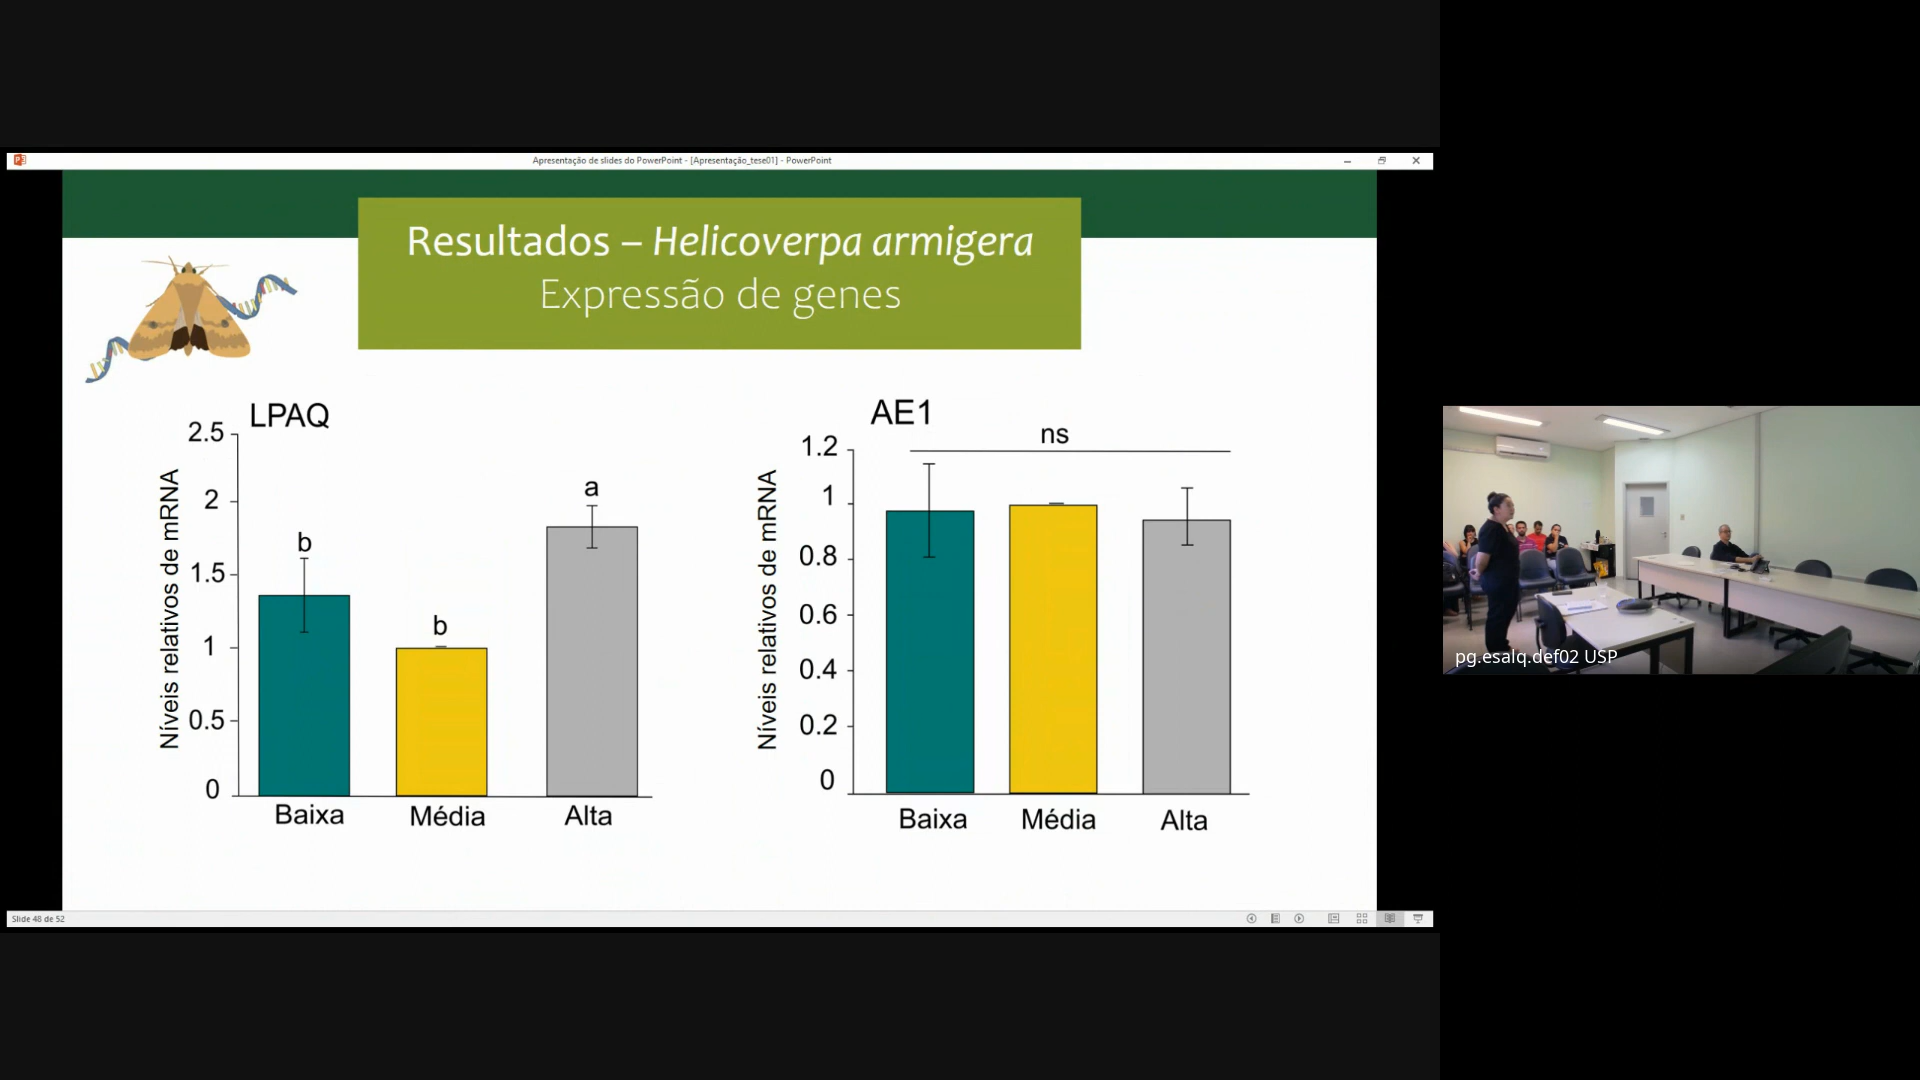 Apresentação de slides do PowerPoint - [Apresentação_tese01] - PowerPoint
Resultados – Helicoverpa armigera
Expressão de genes
LPAQ
Níveis relativos de mRNA
2.5
2
1.5
1
0.5
0
b
b
a
Baixa
Média
Alta
AE1
ns
Níveis relativos de mRNA
1.2
1
0.8
0.6
0.4
0.2
0
Baixa
Média
Alta
Slide 48 de 52
pg.esalq.def02 USP